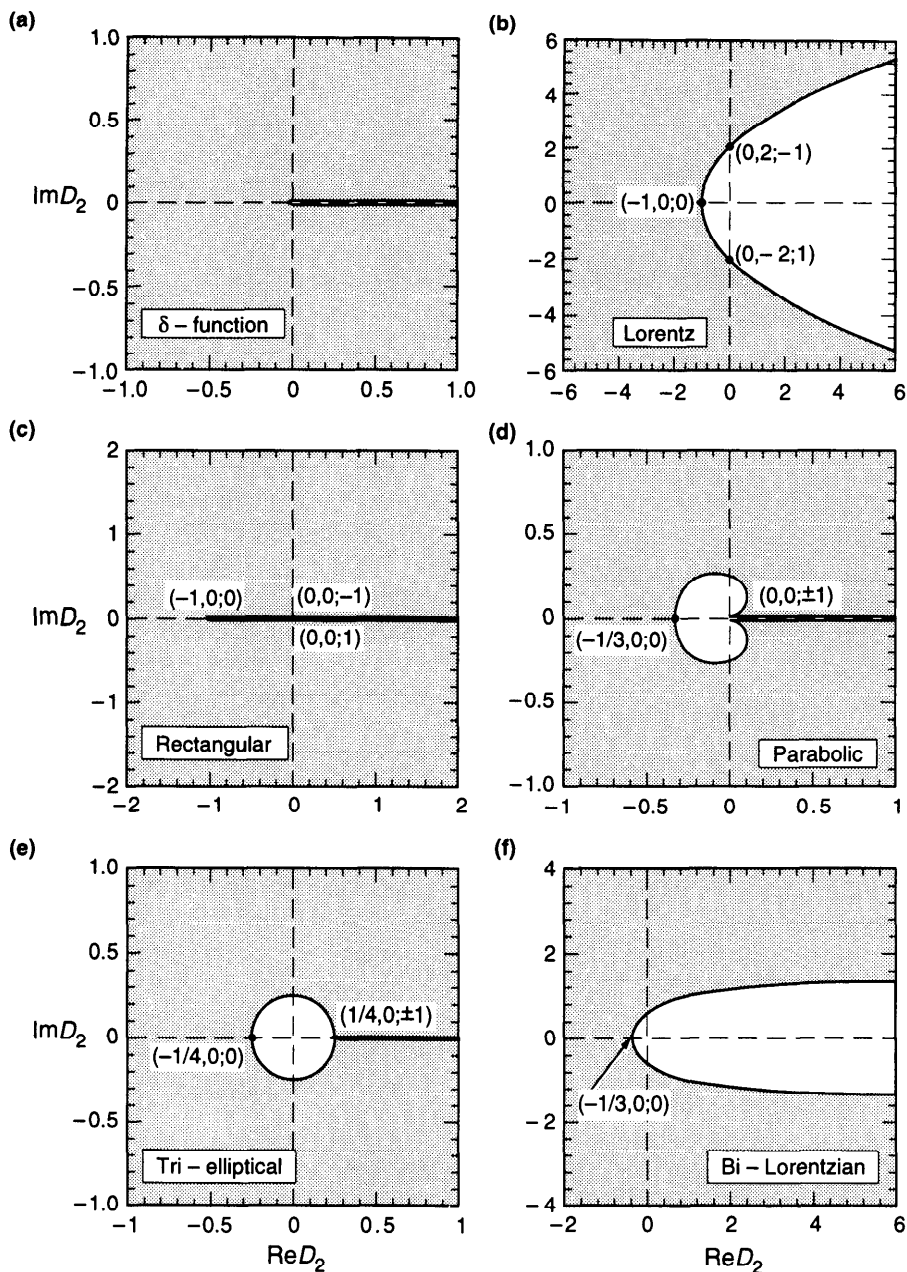 (a)
1.0
0.5
ImD₂ 0
−0.5
−1.0
δ – function
−1.0 −0.5 0 0.5 1.0
(b)
6
4
2
0
−2
−4
−6
(0,2;−1)
(−1,0;0)
(0,−2;1)
Lorentz
−6 −4 −2 0 2 4 6
(c)
2
1
ImD₂ 0
−1
−2
(−1,0;0) (0,0;−1)
(0,0;1)
Rectangular
−2 −1 0 1 2
(d)
1.0
0.5
0
−0.5
−1.0
(0,0;±1)
(−1/3,0;0)
Parabolic
−1 −0.5 0 0.5 1
(e)
1.0
0.5
ImD₂ 0
−0.5
−1.0
(1/4,0;±1)
(−1/4,0;0)
Tri – elliptical
−1 −0.5 0 0.5 1
ReD₂
(f)
4
2
0
−2
−4
(−1/3,0;0)
Bi – Lorentzian
−2 0 2 4 6
ReD₂